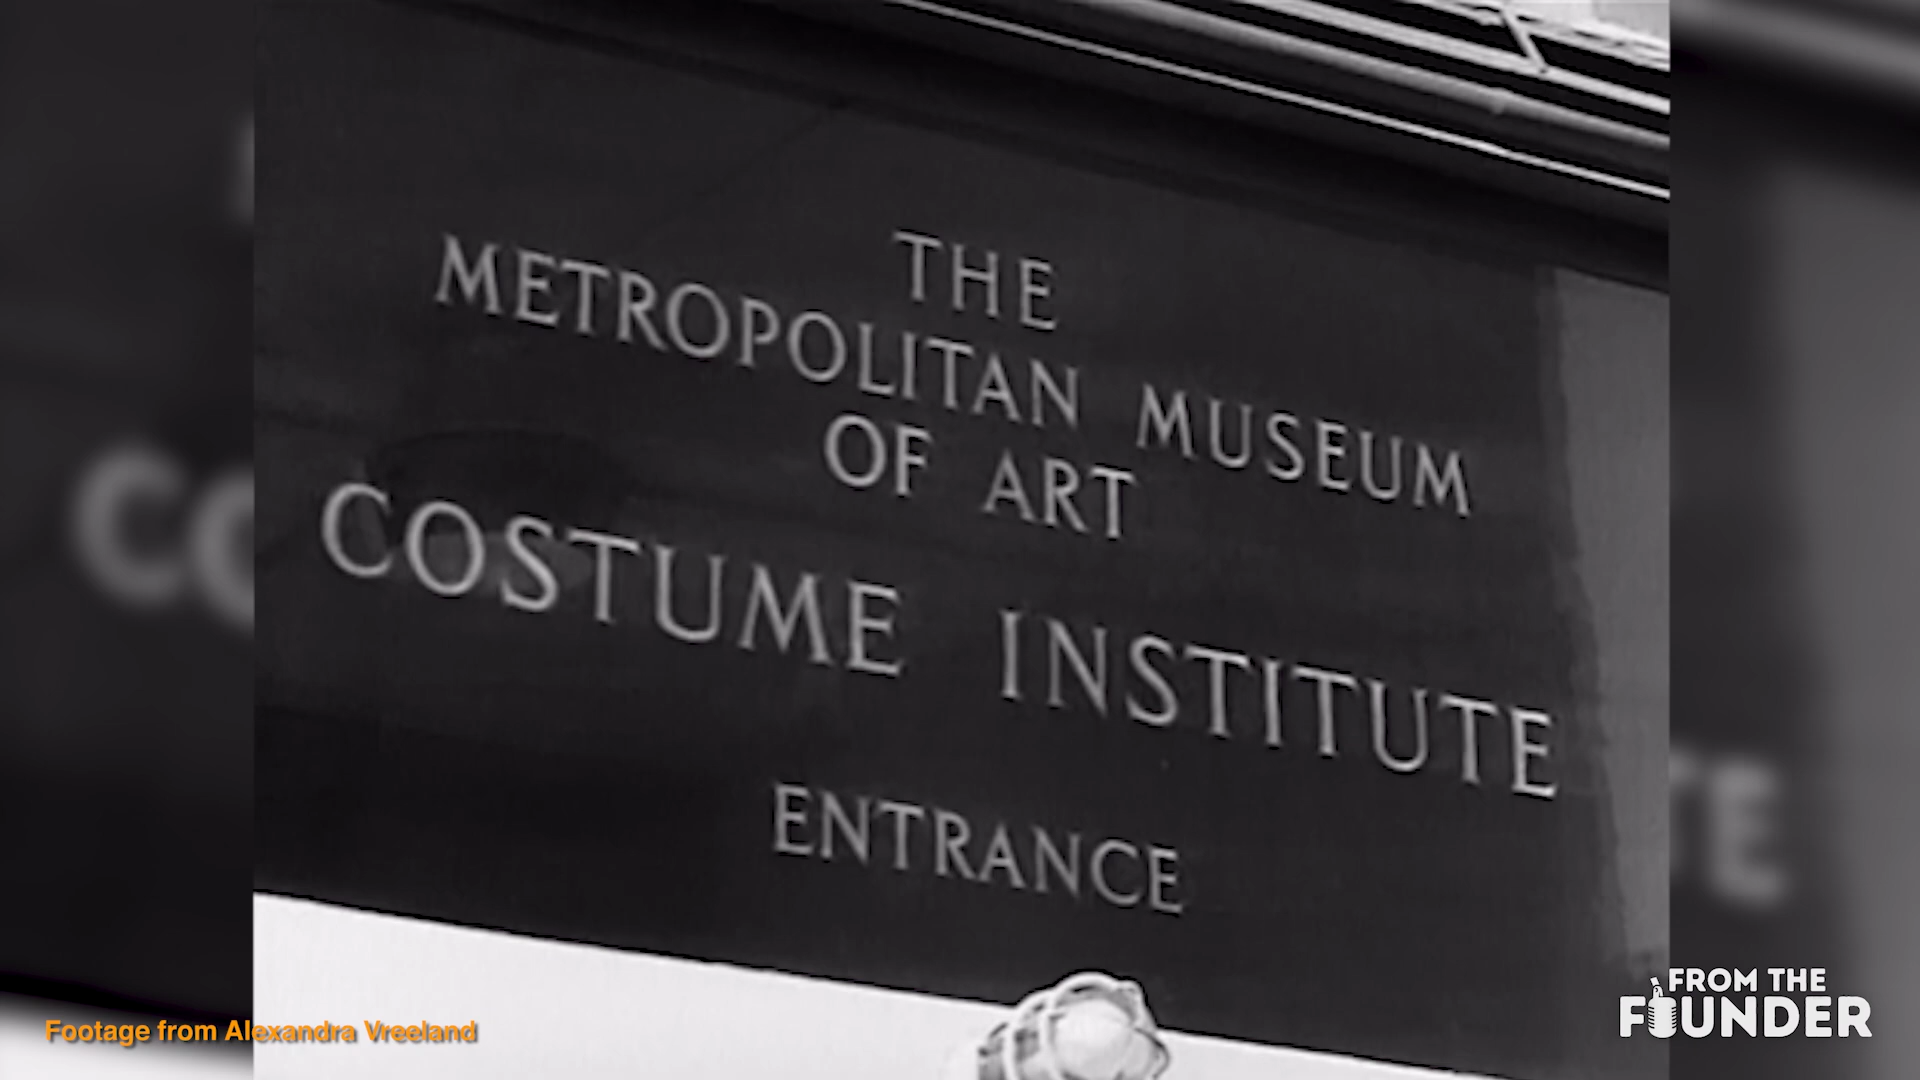 THE
METROPOLITAN MUSEUM
OF ART
COSTUME INSTITUTE
ENTRANCE
Footage from Alexandra Vreeland
FROM THE
FOUNDER